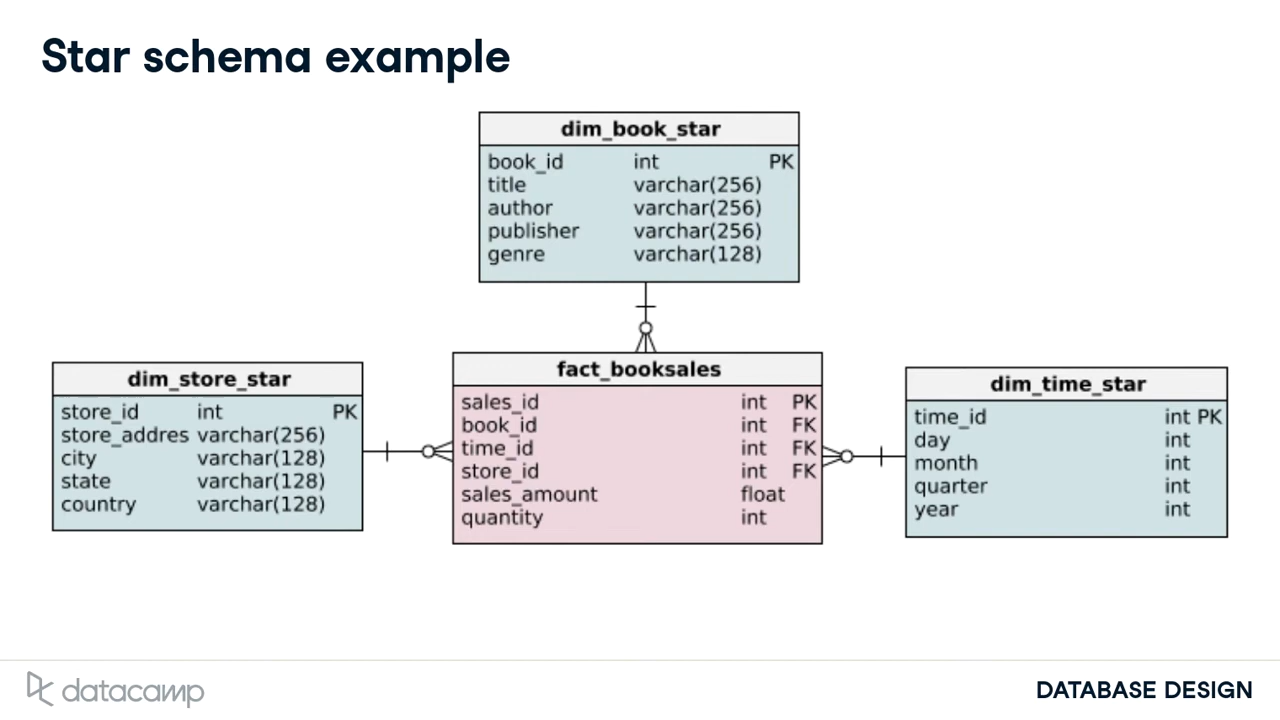 Star schema example
dim_book_star
book_id int PK
title varchar(256)
author varchar(256)
publisher varchar(256)
genre varchar(128)
dim_store_star
store_id int PK
store_addres varchar(256)
city varchar(128)
state varchar(128)
country varchar(128)
fact_booksales
sales_id int PK
book_id int FK
time_id int FK
store_id int FK
sales_amount float
quantity int
dim_time_star
time_id int PK
day int
month int
quarter int
year int
datacamp
DATABASE DESIGN